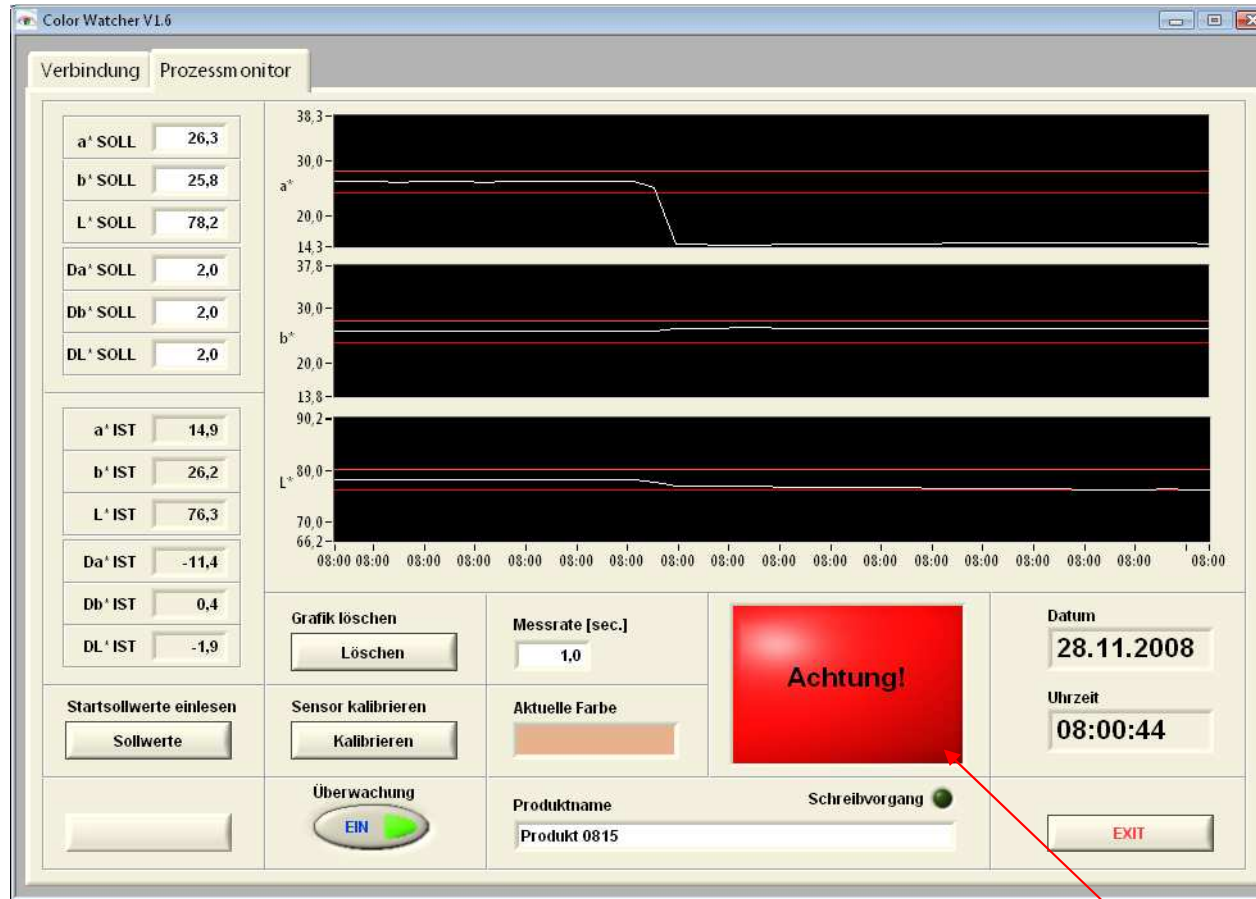 Color Watcher V1.6
Verbindung Prozessmonitor
a* SOLL 26,3
b* SOLL 25,8
L* SOLL 78,2
Da* SOLL 2,0
Db* SOLL 2,0
DL* SOLL 2,0
a* IST 14,9
b* IST 26,2
L* IST 76,3
Da* IST -11,4
Db* IST 0,4
DL* IST -1,9
38,3
30,0
a*
20,0
14,3
37,8
30,0
b*
20,0
13,8
90,2
80,0
L*
70,0
66,2
08:00 08:00 08:00 08:00 08:00 08:00 08:00 08:00 08:00 08:00 08:00 08:00 08:00 08:00 08:00 08:00 08:00 08:00
Startsollwerte einlesen
Sollwerte
Grafik löschen
Löschen
Sensor kalibrieren
Kalibrieren
Überwachung
EIN
Messrate [sec.]
1,0
Aktuelle Farbe
Achtung!
Produktname
Schreibvorgang
Produkt 0815
Datum
28.11.2008
Uhrzeit
08:00:44
EXIT